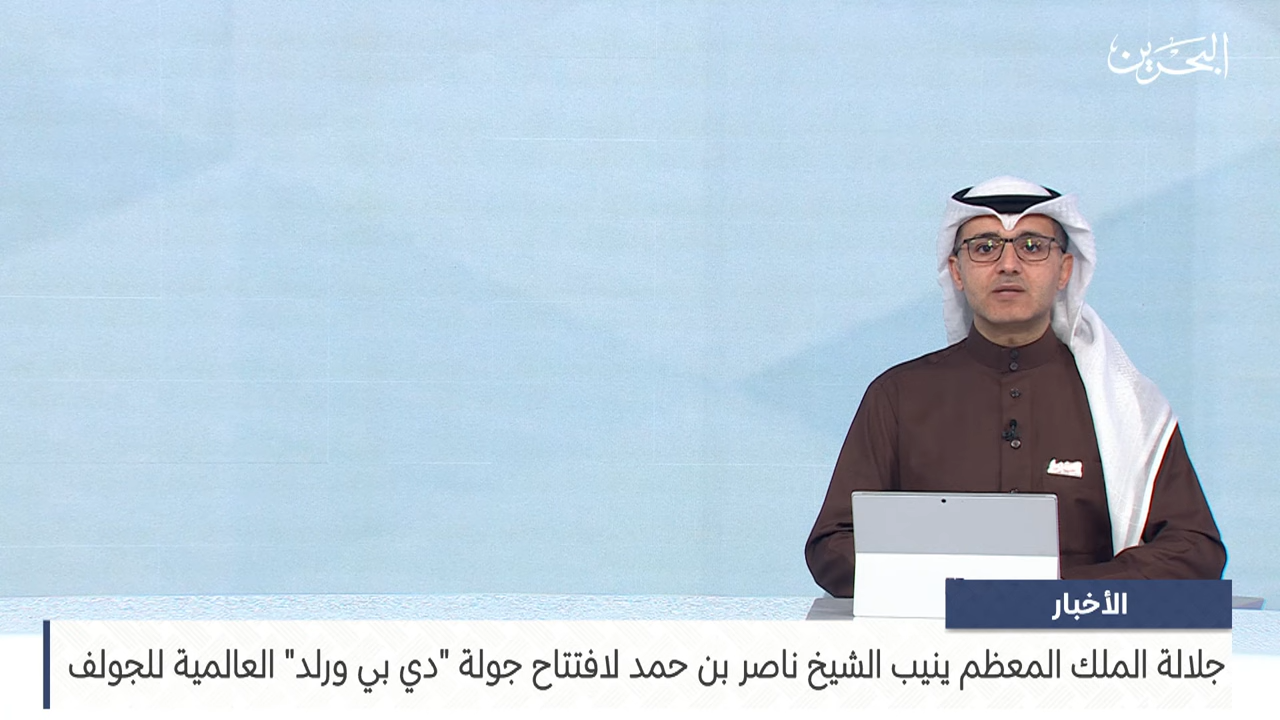 البحرين
الأخبار
جلالة الملك المعظم ينيب الشيخ ناصر بن حمد لافتتاح جولة "دي بي ورلد" العالمية للجولف